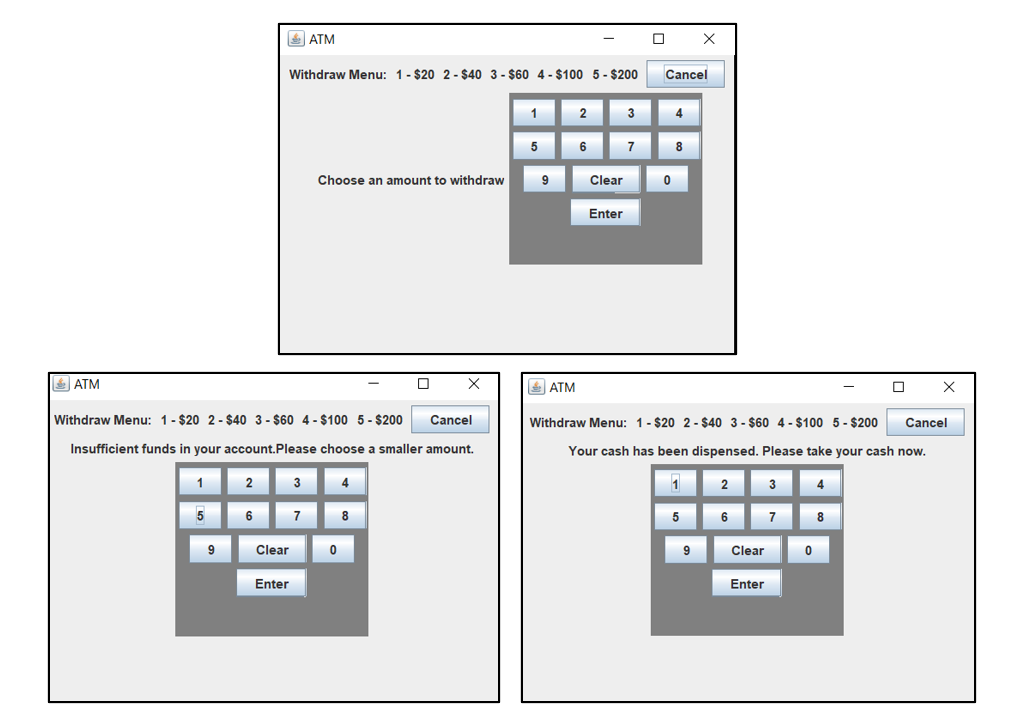 ATM
Withdraw Menu: 1 - $20 2 - $40 3 - $60 4 - $100 5 - $200 Cancel
1 2 3 4
5 6 7 8
Choose an amount to withdraw 9 Clear 0
Enter
ATM
Withdraw Menu: 1 - $20 2 - $40 3 - $60 4 - $100 5 - $200 Cancel
Insufficient funds in your account.Please choose a smaller amount.
1 2 3 4
5 6 7 8
9 Clear 0
Enter
ATM
Withdraw Menu: 1 - $20 2 - $40 3 - $60 4 - $100 5 - $200 Cancel
Your cash has been dispensed. Please take your cash now.
1 2 3 4
5 6 7 8
9 Clear 0
Enter